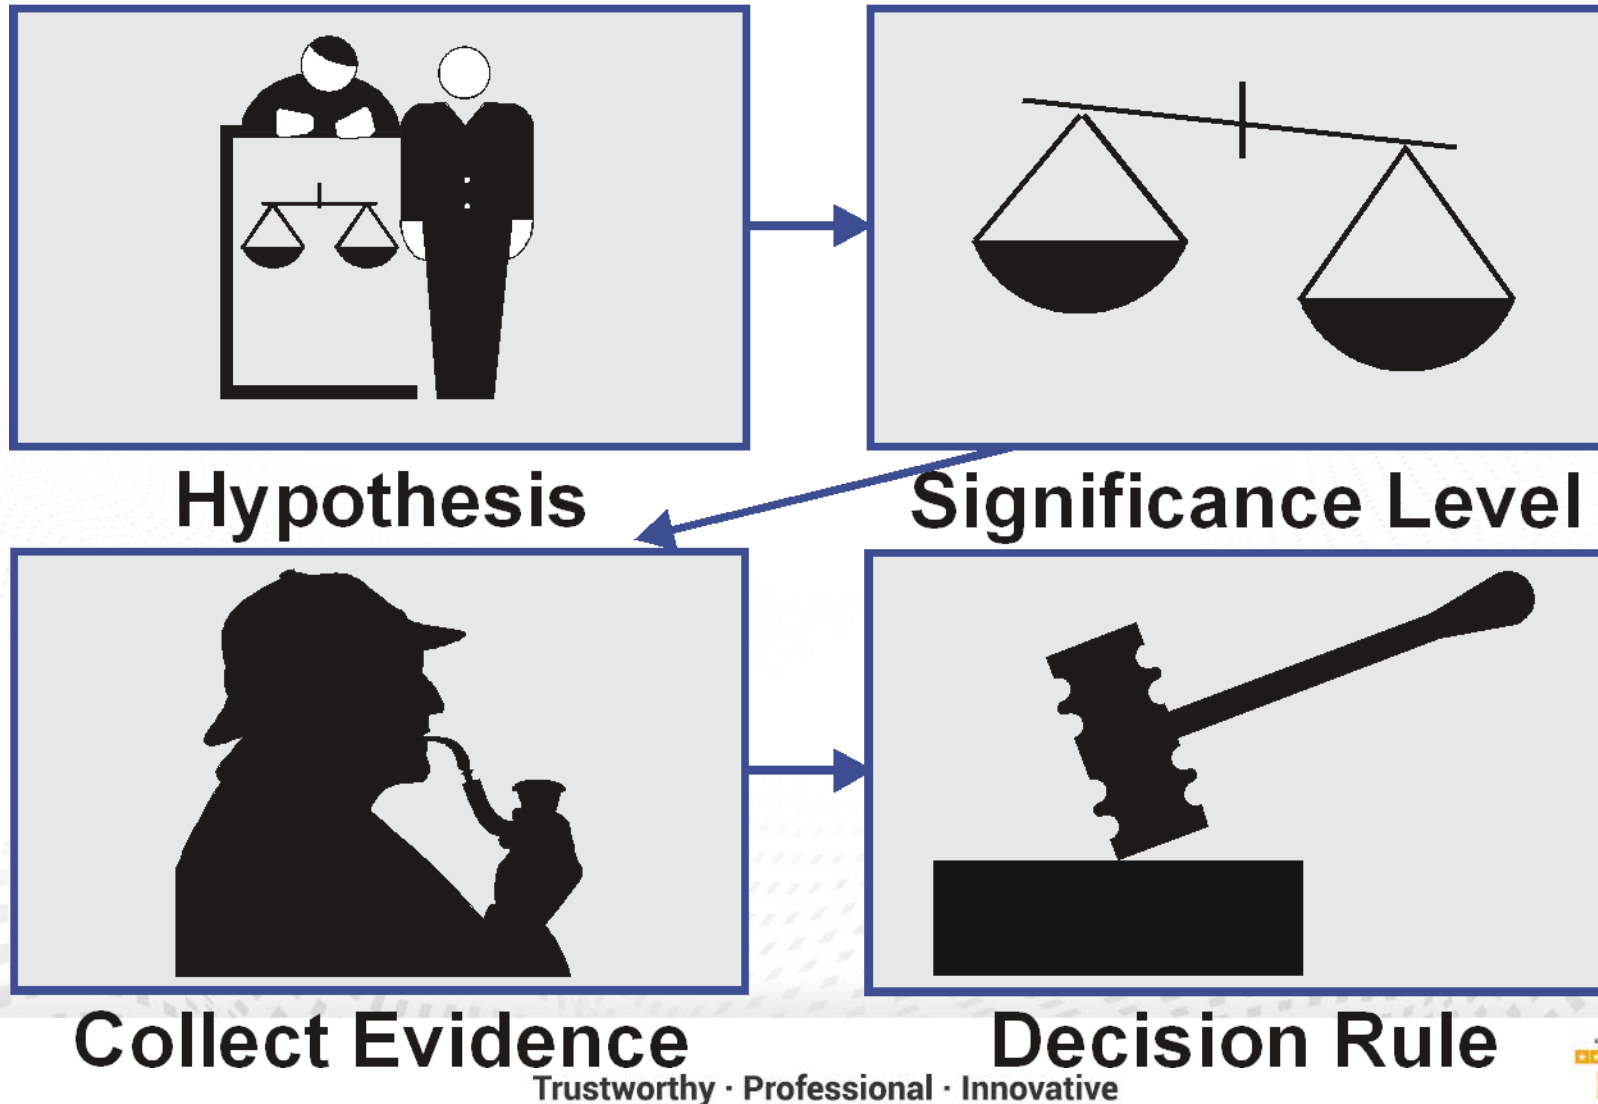 Hypothesis
Significance Level
Collect Evidence
Decision Rule
Trustworthy · Professional · Innovative